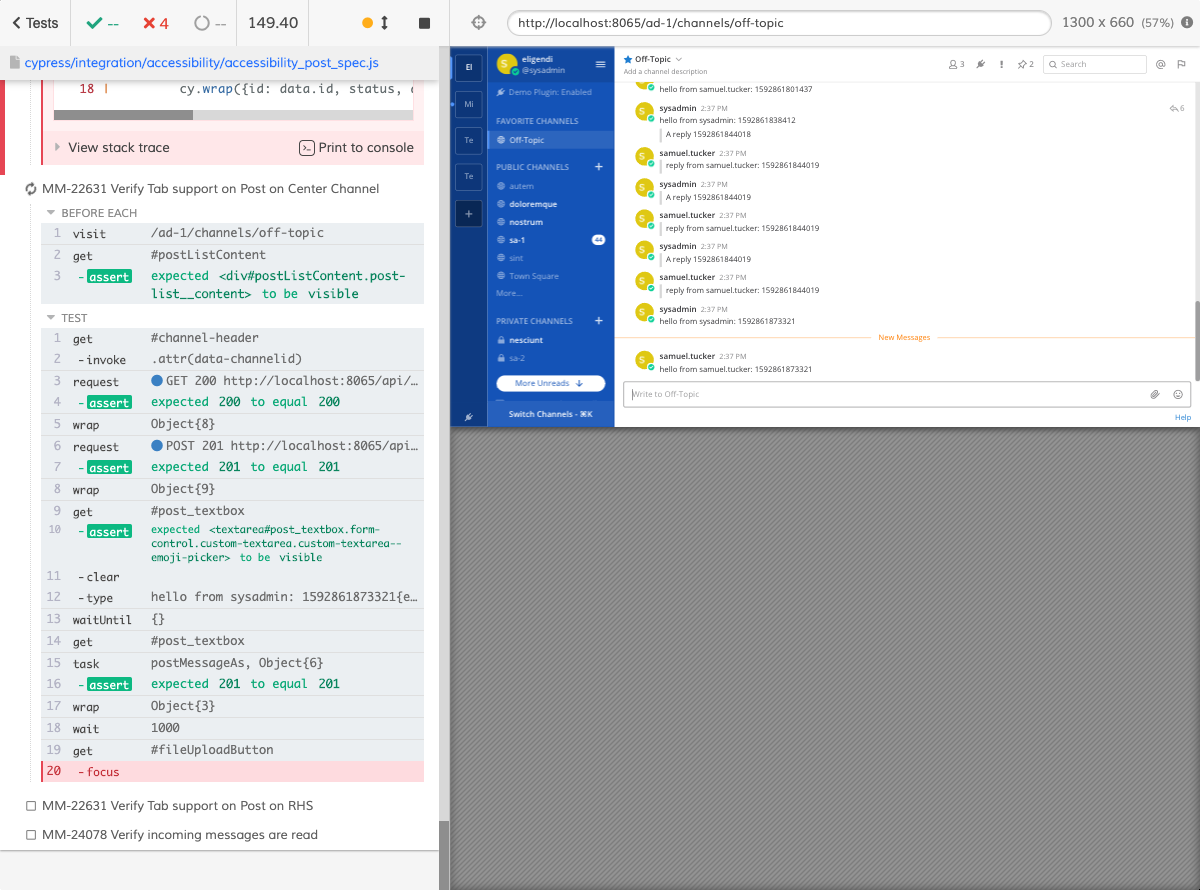 Tests
--
4
--
149.40
cypress/integration/accessibility/accessibility_post_spec.js
18 | cy.wrap({id: data.id, status,
View stack trace
Print to console
MM-22631 Verify Tab support on Post on Center Channel
BEFORE EACH
1 visit /ad-1/channels/off-topic
2 get #postListContent
3 - assert expected <div#postListContent.post-
list__content> to be visible
TEST
1 get #channel-header
2 - invoke .attr(data-channelid)
3 request GET 200 http://localhost:8065/api/…
4 - assert expected 200 to equal 200
5 wrap Object{8}
6 request POST 201 http://localhost:8065/api…
7 - assert expected 201 to equal 201
8 wrap Object{9}
9 get #post_textbox
10 - assert expected <textarea#post_textbox.form-
control.custom-textarea.custom-textarea--
emoji-picker> to be visible
11 - clear
12 - type hello from sysadmin: 1592861873321{e…
13 waitUntil {}
14 get #post_textbox
15 task postMessageAs, Object{6}
16 - assert expected 201 to equal 201
17 wrap Object{3}
18 wait 1000
19 get #fileUploadButton
20 - focus
MM-22631 Verify Tab support on Post on RHS
MM-24078 Verify incoming messages are read
http://localhost:8065/ad-1/channels/off-topic
1300 x 660 (57%)
El
Mi
Te
Te
+
S
eligendi
@sysadmin
Demo Plugin: Enabled
FAVORITE CHANNELS
Off-Topic
PUBLIC CHANNELS +
autem
doloremque
nostrum
sa-1 44
sint
Town Square
More...
PRIVATE CHANNELS +
nesciunt
sa-2
More Unreads
Switch Channels - ⌘K
Off-Topic
Add a channel description
3
2
Search
@
hello from samuel.tucker: 1592861801437
S sysadmin 2:37 PM
hello from sysadmin: 1592861838412
6
A reply 1592861844018
S samuel.tucker 2:37 PM
reply from samuel.tucker: 1592861844019
S sysadmin 2:37 PM
A reply 1592861844019
S samuel.tucker 2:37 PM
reply from samuel.tucker: 1592861844019
S sysadmin 2:37 PM
A reply 1592861844019
S samuel.tucker 2:37 PM
reply from samuel.tucker: 1592861844019
S sysadmin 2:37 PM
hello from sysadmin: 1592861873321
New Messages
S samuel.tucker 2:37 PM
hello from samuel.tucker: 1592861873321
Write to Off-Topic
Help